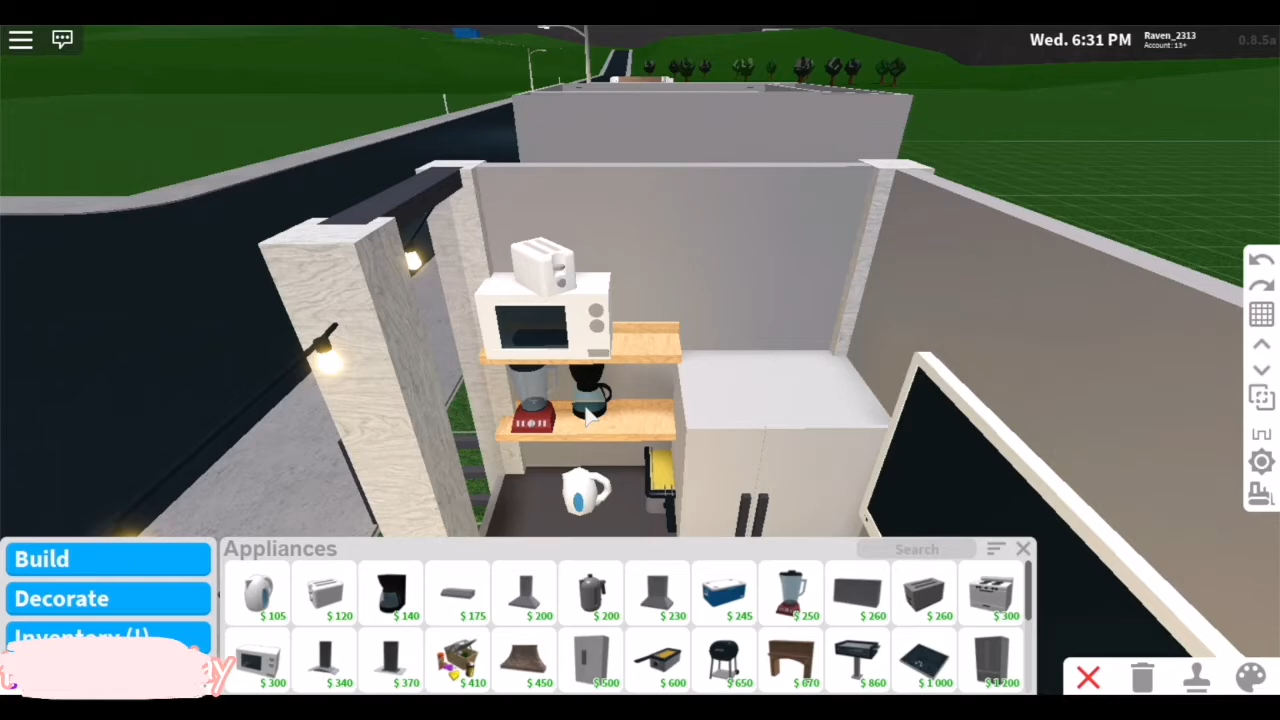 Wed. 6:31 PM
Raven_2313
Account: 13+
0.8.5a
Build
Decorate
Inventory (I)
Appliances
Search
$105 $120 $140 $175 $200 $200 $230 $245 $250 $260 $260 $300
$300 $340 $370 $410 $450 $500 $600 $650 $670 $860 $1 000 $1 200